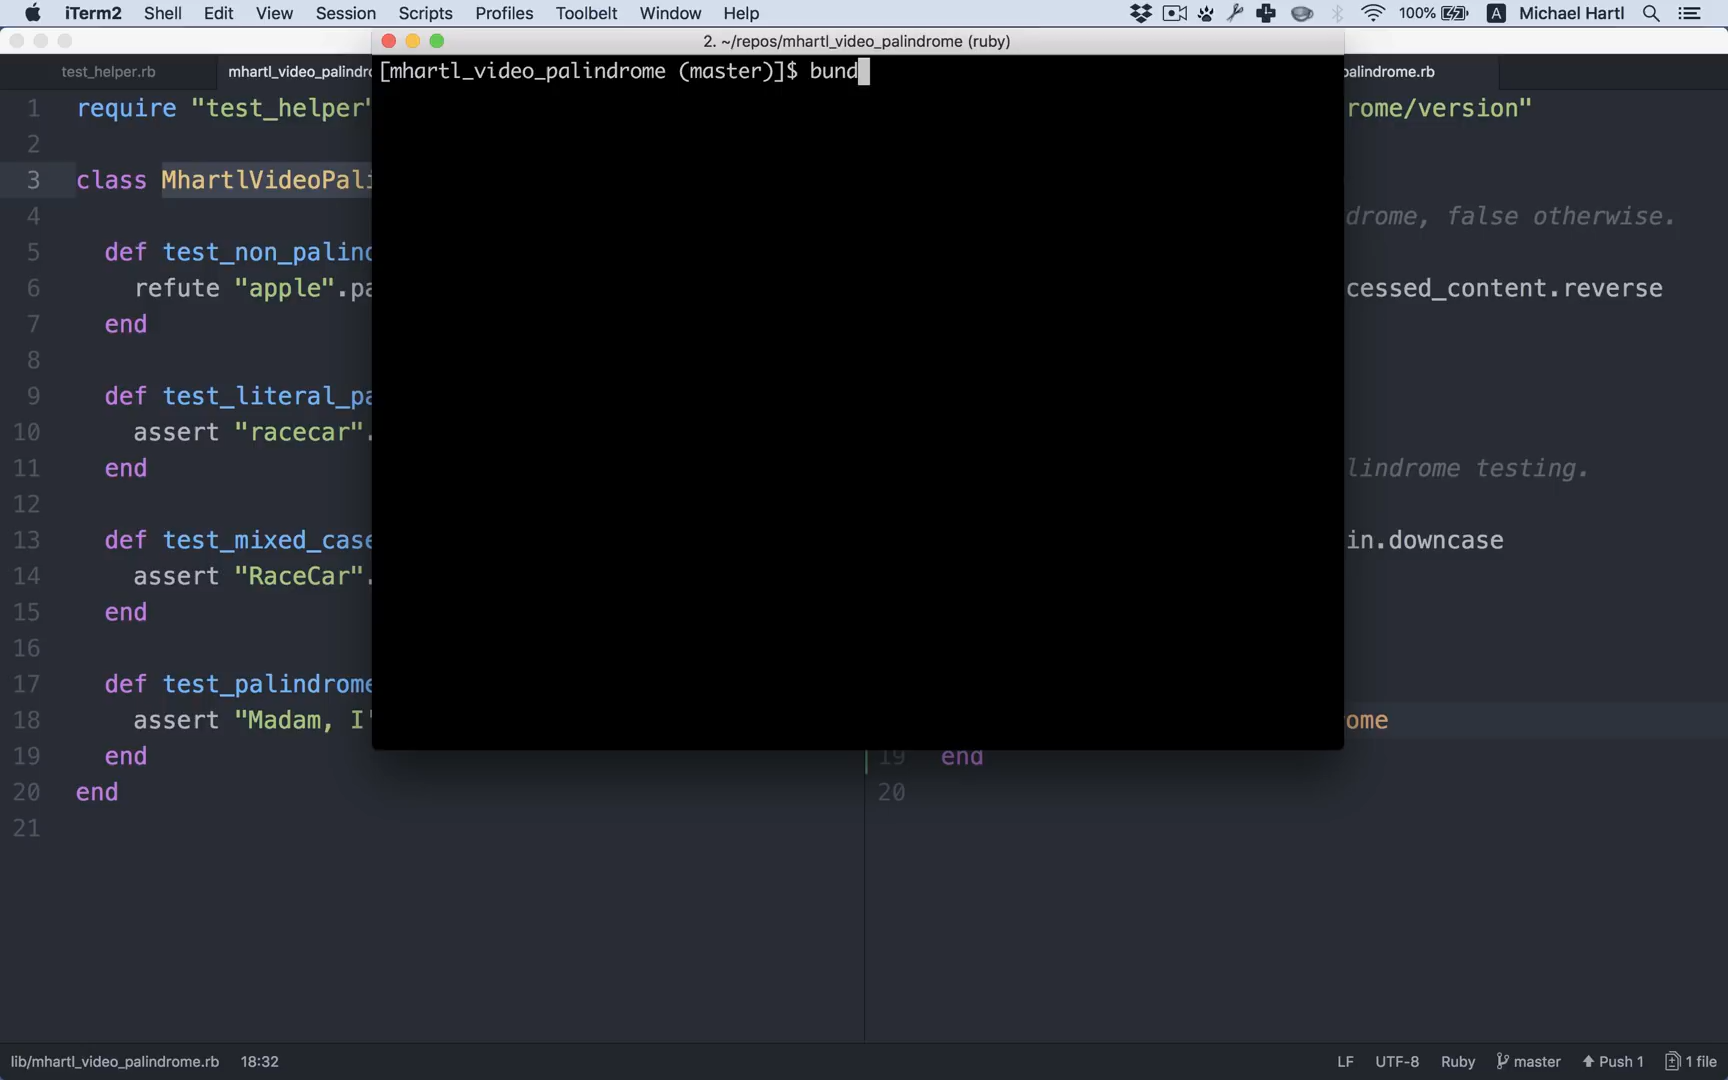 iTerm2 Shell Edit View Session Scripts Profiles Toolbelt Window Help 100% A Michael Hartl
2. ~/repos/mhartl_video_palindrome (ruby)
[mhartl_video_palindrome (master)]$ bund
test_helper.rb mhartl_video_palindro
1 require "test_helper"
2
3 class MhartlVideoPali
4
5 def test_non_palind
6 refute "apple".pa
7 end
8
9 def test_literal_pa
10 assert "racecar".
11 end
12
13 def test_mixed_case
14 assert "RaceCar".
15 end
16
17 def test_palindrome
18 assert "Madam, I'
19 end
20 end
21
palindrome.rb
rome/version"
drome, false otherwise.
cessed_content.reverse
lindrome testing.
in.downcase
rome
19 end
20
lib/mhartl_video_palindrome.rb 18:32 LF UTF-8 Ruby master Push 1 1 file